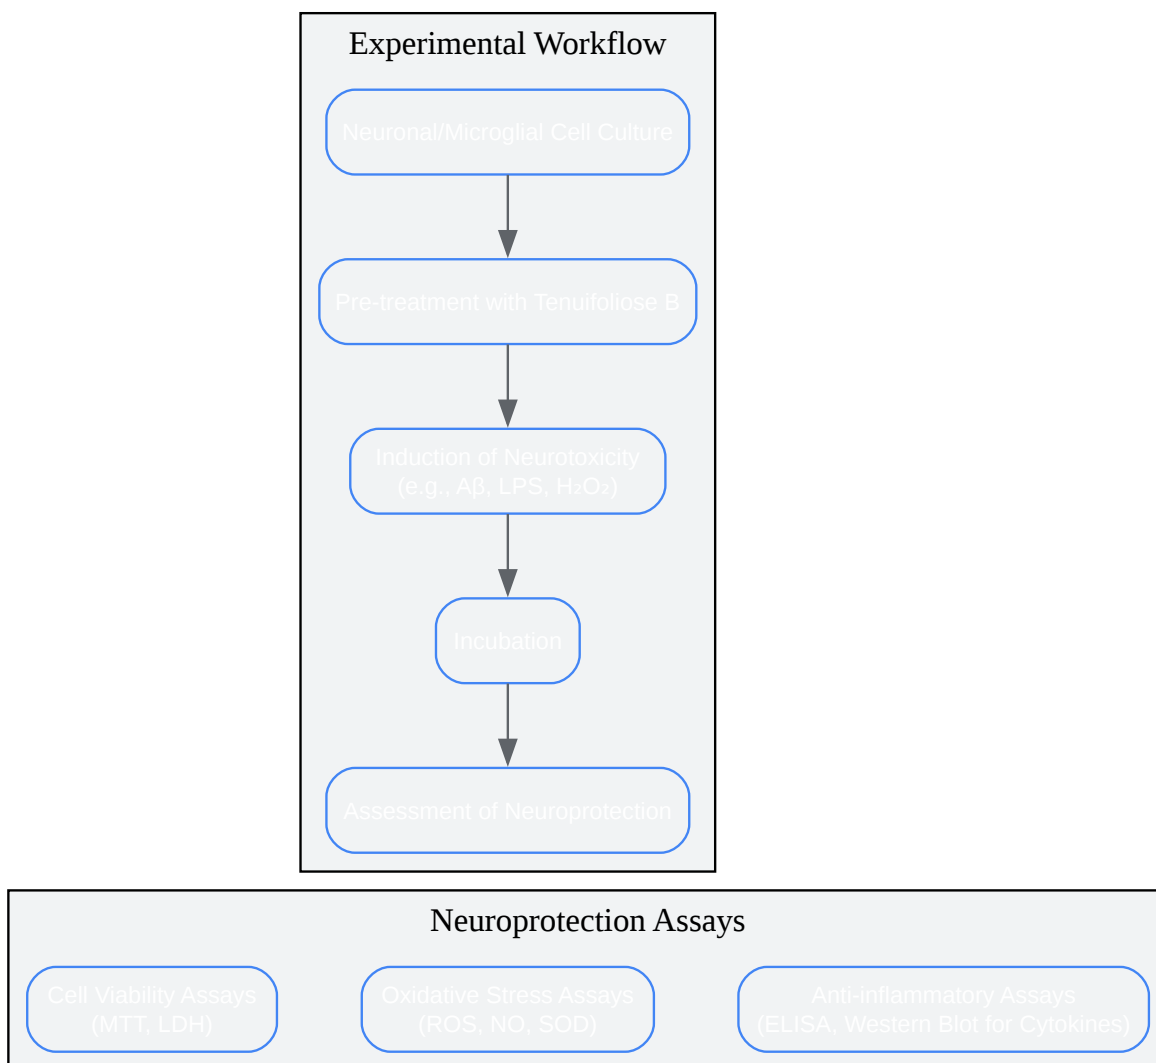 Experimental Workflow
Neuronal/Microglial Cell Culture
Pre-treatment with Tenuifoliose B
Induction of Neurotoxicity
(e.g., Aβ, LPS, H₂O₂)
Incubation
Assessment of Neuroprotection
Neuroprotection Assays
Cell Viability Assays
(MTT, LDH)
Oxidative Stress Assays
(ROS, NO, SOD)
Anti-inflammatory Assays
(ELISA, Western Blot for Cytokines)